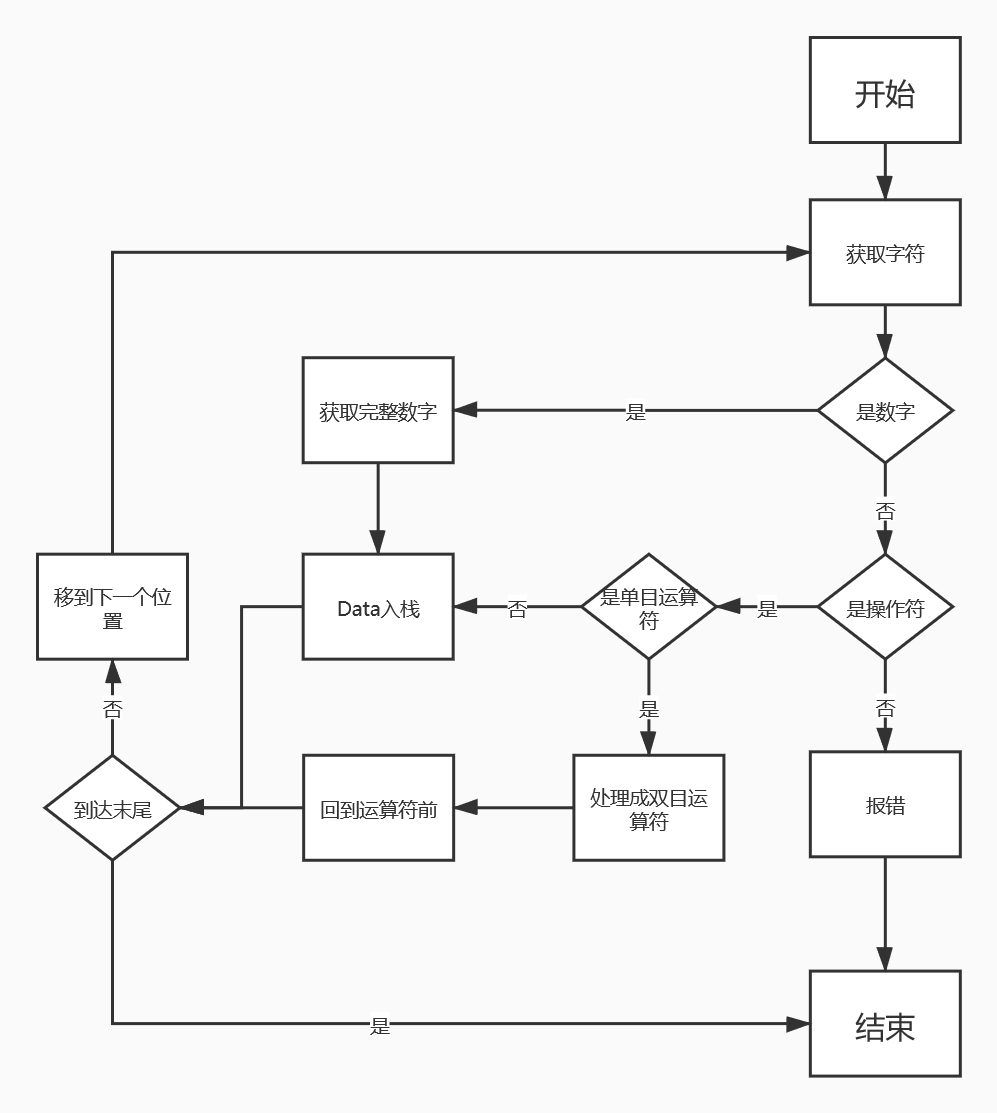 开始
获取字符
获取完整数字
是
是数字
否
移到下一个位
置
Data入栈
否
是单目运算
符
是
是操作符
否
是
否
到达末尾
回到运算符前
处理成双目运
算符
报错
是
结束